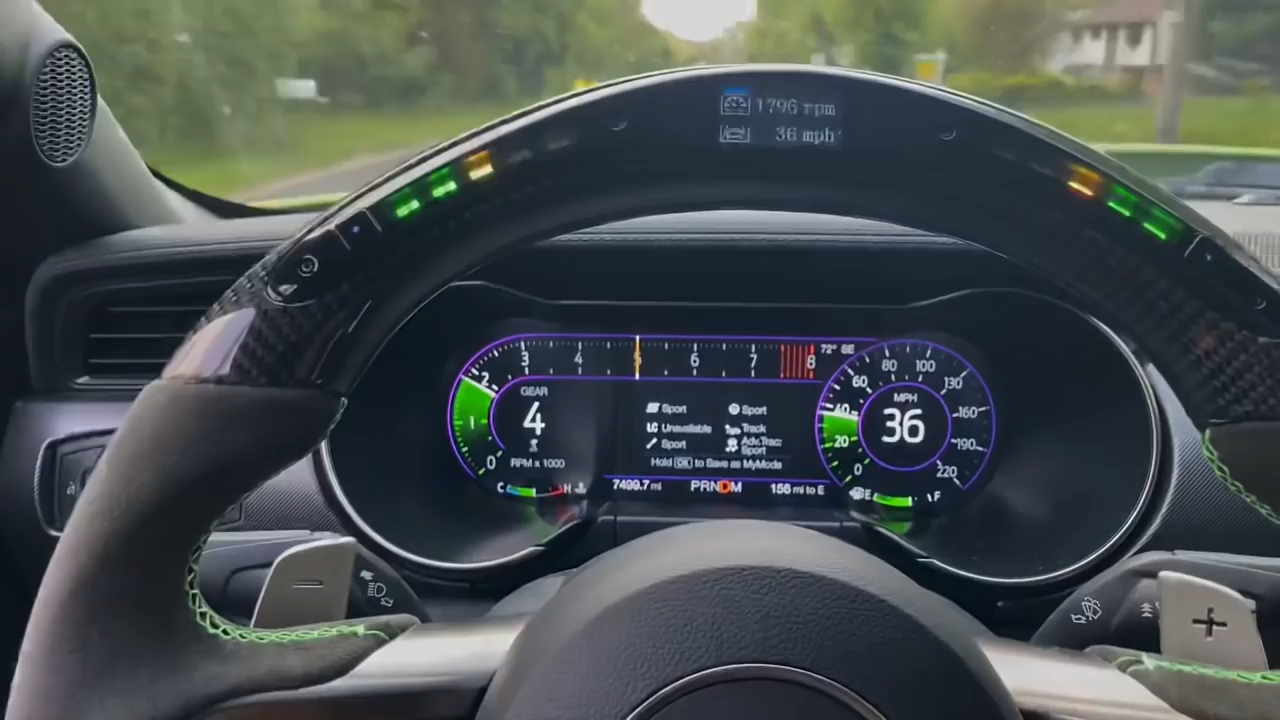 1796 rpm
36 mph
3 4 5 6 7 8
72° SE
2
1
0
GEAR
4
RPM x 1000
C H
Sport Sport
LC Unavailable Track
Sport Adv.Trac:
Sport
Hold OK to Save as MyMode
0 20 40 60 80 100 130 160 190 220
MPH
36
7499.7 mi PRNDM 156 mi to E
E F
- +